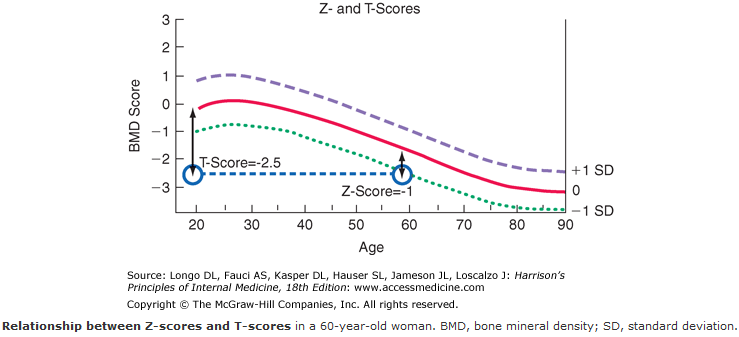 Z- and T-Scores
BMD Score
3
2
1
0
−1
−2
−3
T-Score=-2.5
Z-Score=-1
+1 SD
0
−1 SD
20 30 40 50 60 70 80 90
Age
Source: Longo DL, Fauci AS, Kasper DL, Hauser SL, Jameson JL, Loscalzo J: Harrison's
Principles of Internal Medicine, 18th Edition: www.accessmedicine.com
Copyright © The McGraw-Hill Companies, Inc. All rights reserved.
Relationship between Z-scores and T-scores in a 60-year-old woman. BMD, bone mineral density; SD, standard deviation.